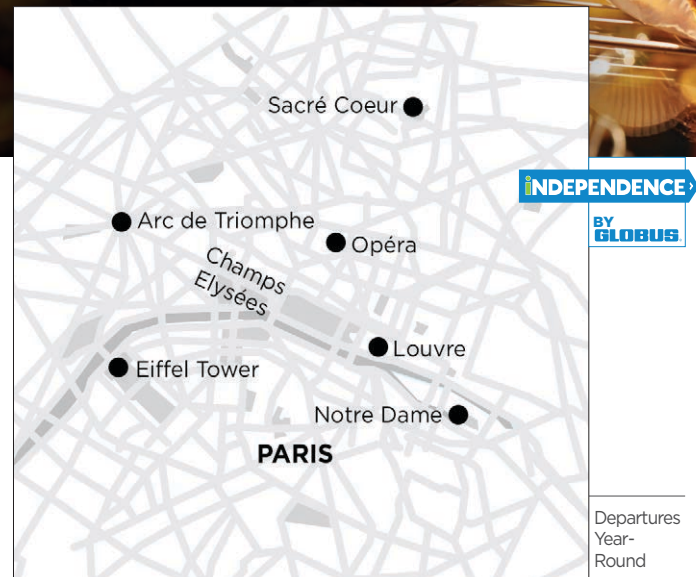 Sacré Coeur
iNDEPENDENCE
BY
GLOBUS.
Arc de Triomphe
Opéra
Champs
Elysées
Louvre
Eiffel Tower
Notre Dame
PARIS
Departures
Year-
Round